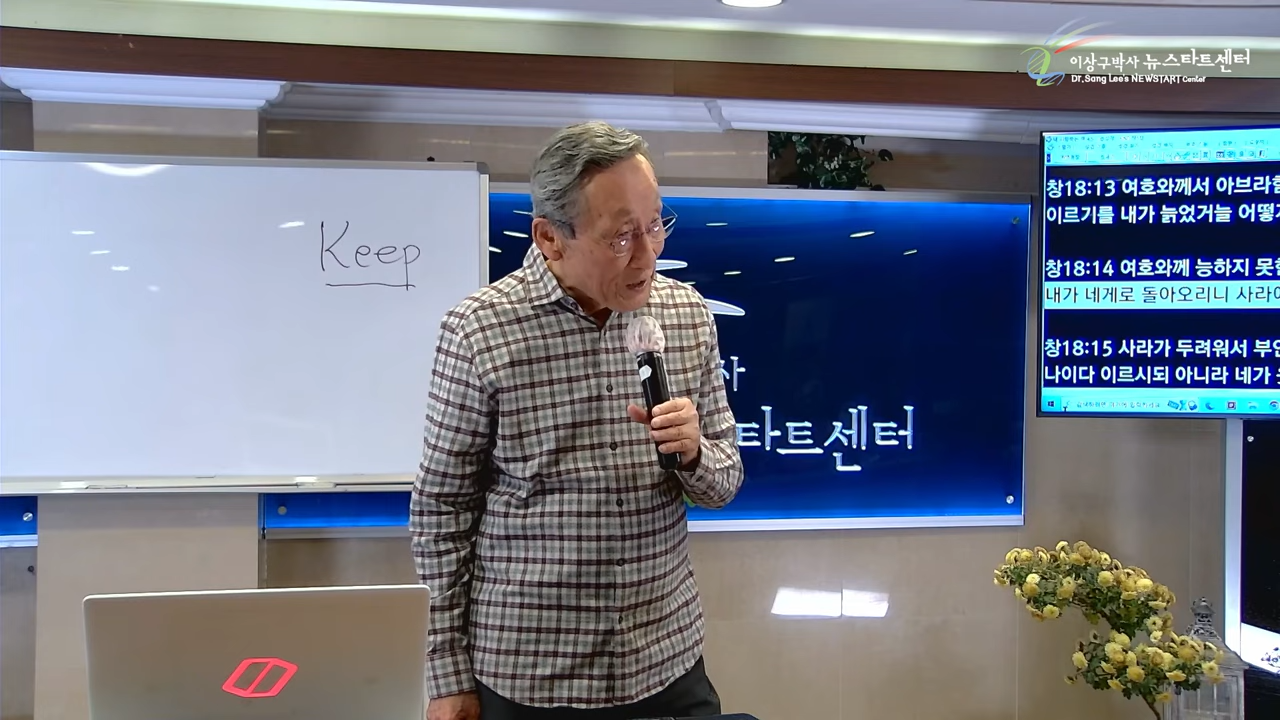 이상구박사 뉴스타트센터
Dr.Sang Lee's NEWSTART Center
Keep
창18:13 여호와께서 아브라함
이르기를 내가 늙었거늘 어떻게
창18:14 여호와께 능하지 못한
내가 네게로 돌아오리니 사라에
창18:15 사라가 두려워서 부인
나이다 이르시되 아니라 네가
사
타트센터